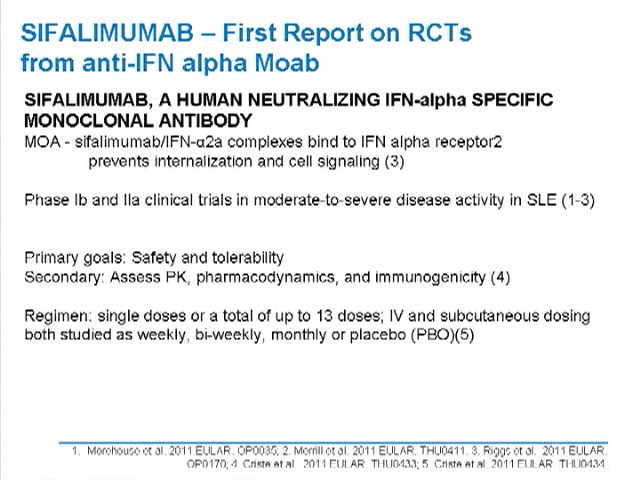 SIFALIMUMAB – First Report on RCTs
from anti-IFN alpha Moab
SIFALIMUMAB, A HUMAN NEUTRALIZING IFN-alpha SPECIFIC
MONOCLONAL ANTIBODY
MOA - sifalimumab/IFN-α2a complexes bind to IFN alpha receptor2
prevents internalization and cell signaling (3)
Phase Ib and IIa clinical trials in moderate-to-severe disease activity in SLE (1-3)
Primary goals: Safety and tolerability
Secondary: Assess PK, pharmacodynamics, and immunogenicity (4)
Regimen: single doses or a total of up to 13 doses; IV and subcutaneous dosing
both studied as weekly, bi-weekly, monthly or placebo (PBO)(5)
1. Morehouse et al. 2011 EULAR. OP0035; 2. Merrill et al. 2011 EULAR. THU0411. 3. Riggs et al. 2011 EULAR.
OP0170; 4. Criste et al. 2011 EULAR. THU0433; 5. Criste et al. 2011 EULAR. THU0434.